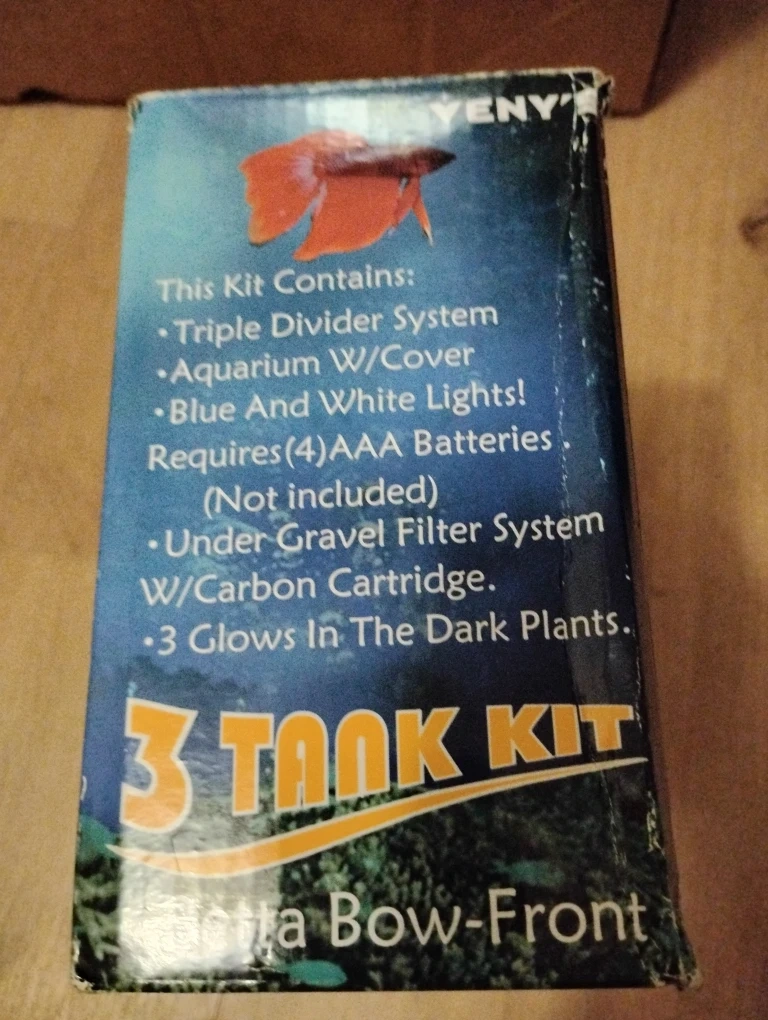 YENY'S
This Kit Contains:
•Triple Divider System
•Aquarium W/Cover
•Blue And White Lights!
Requires(4)AAA Batteries .
(Not included)
•Under Gravel Filter System
W/Carbon Cartridge.
•3 Glows In The Dark Plants.
3 TANK KIT
Betta Bow-Front